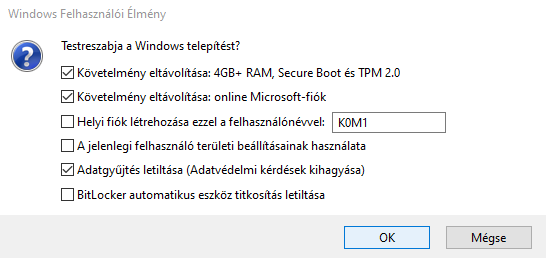 Windows Felhasználói Élmény
Testreszabja a Windows telepítést?
Követelmény eltávolítása: 4GB+ RAM, Secure Boot és TPM 2.0
Követelmény eltávolítása: online Microsoft-fiók
Helyi fiók létrehozása ezzel a felhasználónévvel: K0M1
A jelenlegi felhasználó területi beállításainak használata
Adatgyűjtés letiltása (Adatvédelmi kérdések kihagyása)
BitLocker automatikus eszköz titkosítás letiltása
OK Mégse